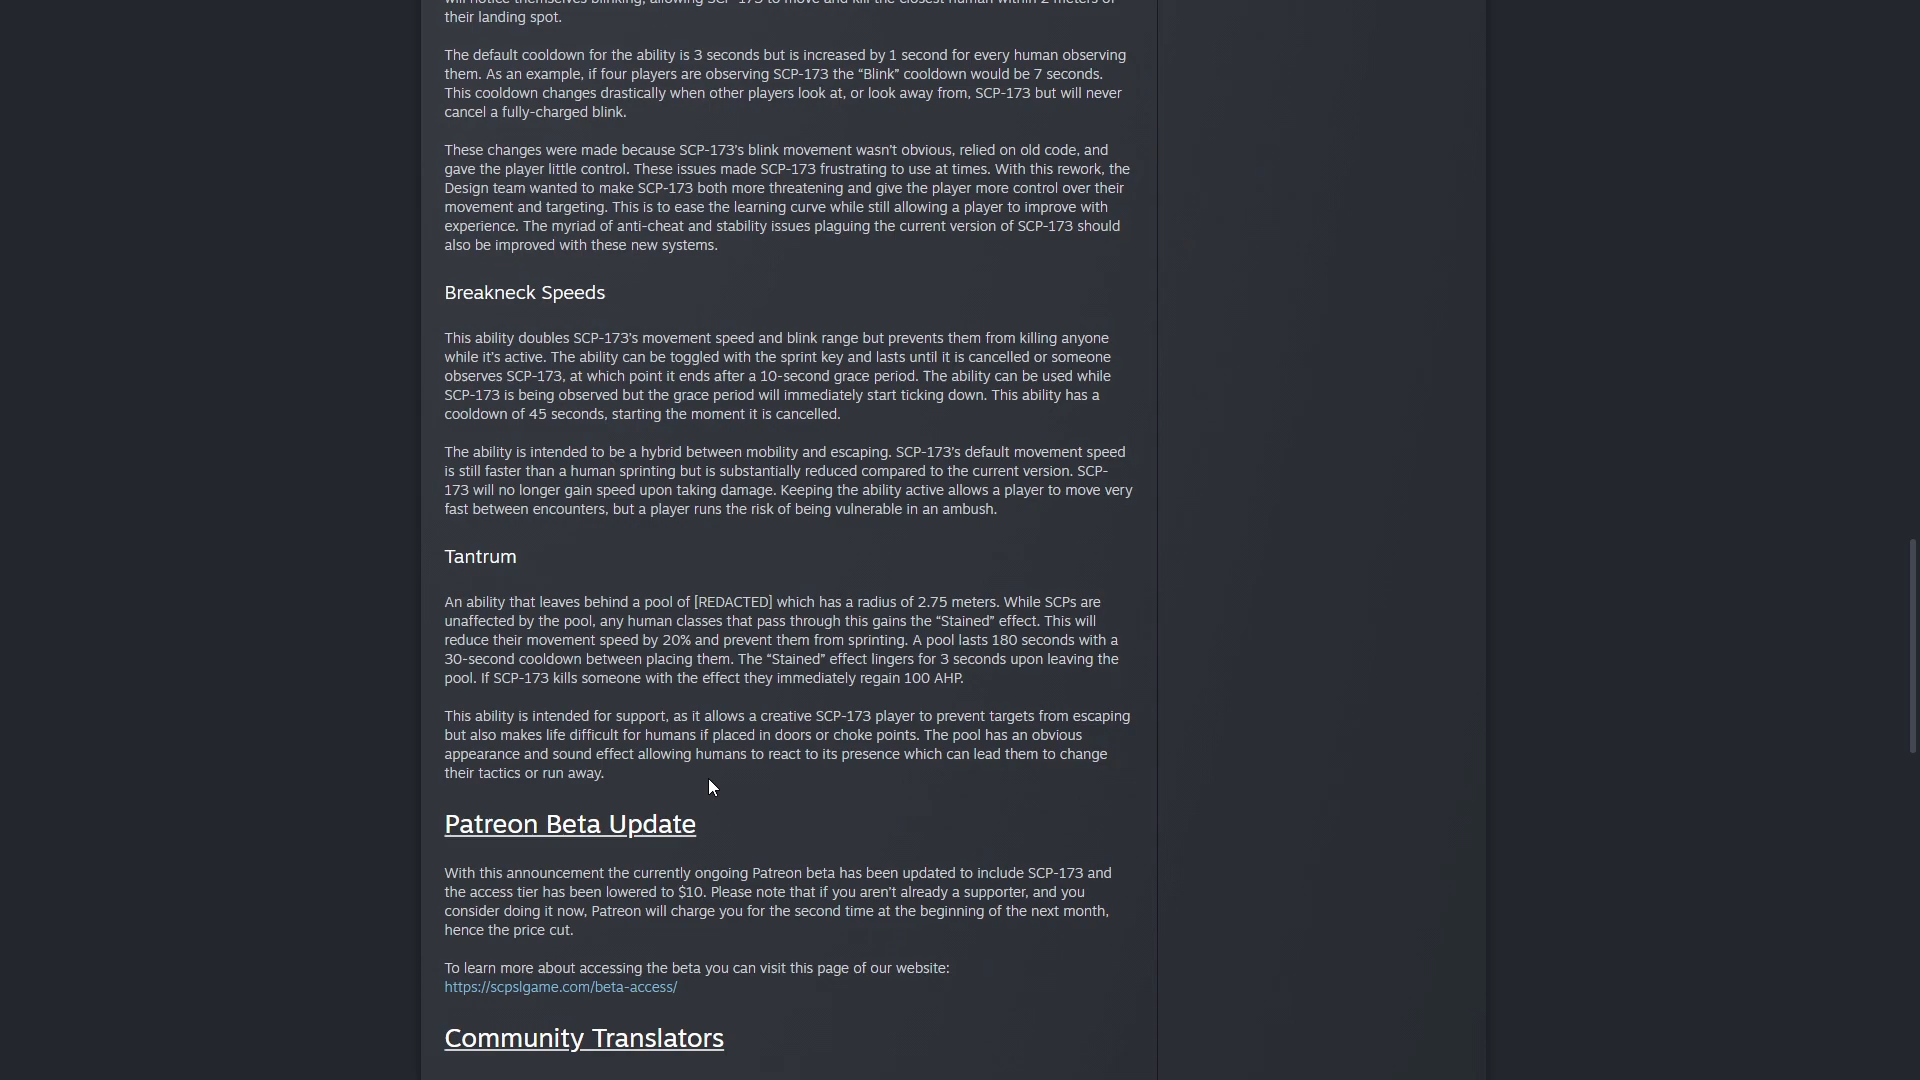 their landing spot.
The default cooldown for the ability is 3 seconds but is increased by 1 second for every human observing
them. As an example, if four players are observing SCP-173 the “Blink” cooldown would be 7 seconds.
This cooldown changes drastically when other players look at, or look away from, SCP-173 but will never
cancel a fully-charged blink.
These changes were made because SCP-173’s blink movement wasn’t obvious, relied on old code, and
gave the player little control. These issues made SCP-173 frustrating to use at times. With this rework, the
Design team wanted to make SCP-173 both more threatening and give the player more control over their
movement and targeting. This is to ease the learning curve while still allowing a player to improve with
experience. The myriad of anti-cheat and stability issues plaguing the current version of SCP-173 should
also be improved with these new systems.
Breakneck Speeds
This ability doubles SCP-173’s movement speed and blink range but prevents them from killing anyone
while it’s active. The ability can be toggled with the sprint key and lasts until it is cancelled or someone
observes SCP-173, at which point it ends after a 10-second grace period. The ability can be used while
SCP-173 is being observed but the grace period will immediately start ticking down. This ability has a
cooldown of 45 seconds, starting the moment it is cancelled.
The ability is intended to be a hybrid between mobility and escaping. SCP-173’s default movement speed
is still faster than a human sprinting but is substantially reduced compared to the current version. SCP-
173 will no longer gain speed upon taking damage. Keeping the ability active allows a player to move very
fast between encounters, but a player runs the risk of being vulnerable in an ambush.
Tantrum
An ability that leaves behind a pool of [REDACTED] which has a radius of 2.75 meters. While SCPs are
unaffected by the pool, any human classes that pass through this gains the “Stained” effect. This will
reduce their movement speed by 20% and prevent them from sprinting. A pool lasts 180 seconds with a
30-second cooldown between placing them. The “Stained” effect lingers for 3 seconds upon leaving the
pool. If SCP-173 kills someone with the effect they immediately regain 100 AHP.
This ability is intended for support, as it allows a creative SCP-173 player to prevent targets from escaping
but also makes life difficult for humans if placed in doors or choke points. The pool has an obvious
appearance and sound effect allowing humans to react to its presence which can lead them to change
their tactics or run away.
Patreon Beta Update
With this announcement the currently ongoing Patreon beta has been updated to include SCP-173 and
the access tier has been lowered to $10. Please note that if you aren’t already a supporter, and you
consider doing it now, Patreon will charge you for the second time at the beginning of the next month,
hence the price cut.
To learn more about accessing the beta you can visit this page of our website:
https://scpslgame.com/beta-access/
Community Translators